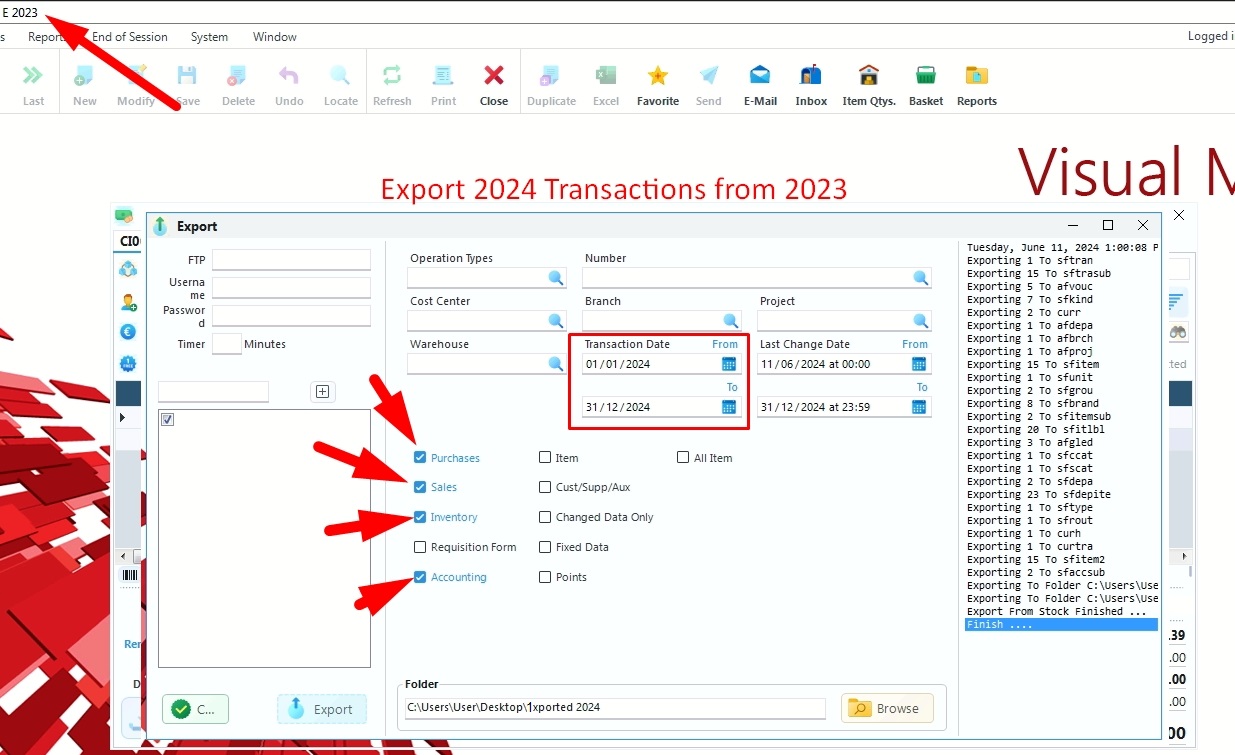 E 2023
s Reports End of Session System Window Logged i
Last New Modify Save Delete Undo Locate Refresh Print Close Duplicate Excel Favorite Send E-Mail Inbox Item Qtys. Basket Reports
Visual M
Export 2024 Transactions from 2023
Export
CI0
FTP
Userna
me
Passwor
d
Timer Minutes
Operation Types Number
Cost Center Branch Project
Warehouse Transaction Date From Last Change Date From
01/01/2024 11/06/2024 at 00:00
To To
31/12/2024 31/12/2024 at 23:59
Purchases Item All Item
Sales Cust/Supp/Aux
Inventory Changed Data Only
Requisition Form Fixed Data
Accounting Points
Tuesday, June 11, 2024 1:00:08 P
Exporting 1 To sftran
Exporting 15 To sftrasub
Exporting 5 To afvouc
Exporting 7 To sfkind
Exporting 2 To curr
Exporting 1 To afdepa
Exporting 1 To afbrch
Exporting 1 To afproj
Exporting 15 To sfitem
Exporting 1 To sfunit
Exporting 2 To sfgrou
Exporting 8 To sfbrand
Exporting 2 To sfitemsub
Exporting 20 To sfitlbl
Exporting 3 To afgled
Exporting 1 To sfccat
Exporting 1 To sfscat
Exporting 2 To sfdepa
Exporting 23 To sfdepite
Exporting 1 To sftype
Exporting 1 To sfrout
Exporting 1 To curh
Exporting 1 To curtra
Exporting 15 To sfitem2
Exporting 2 To sfaccsub
Exporting To Folder C:\Users\Use
Exporting To Folder C:\Users\Use
Export From Stock Finished ...
Finish ....
ted
Rer
D
.39
.00
.00
.00
00
C...
Export
Folder
C:\Users\User\Desktop\1xported 2024
Browse